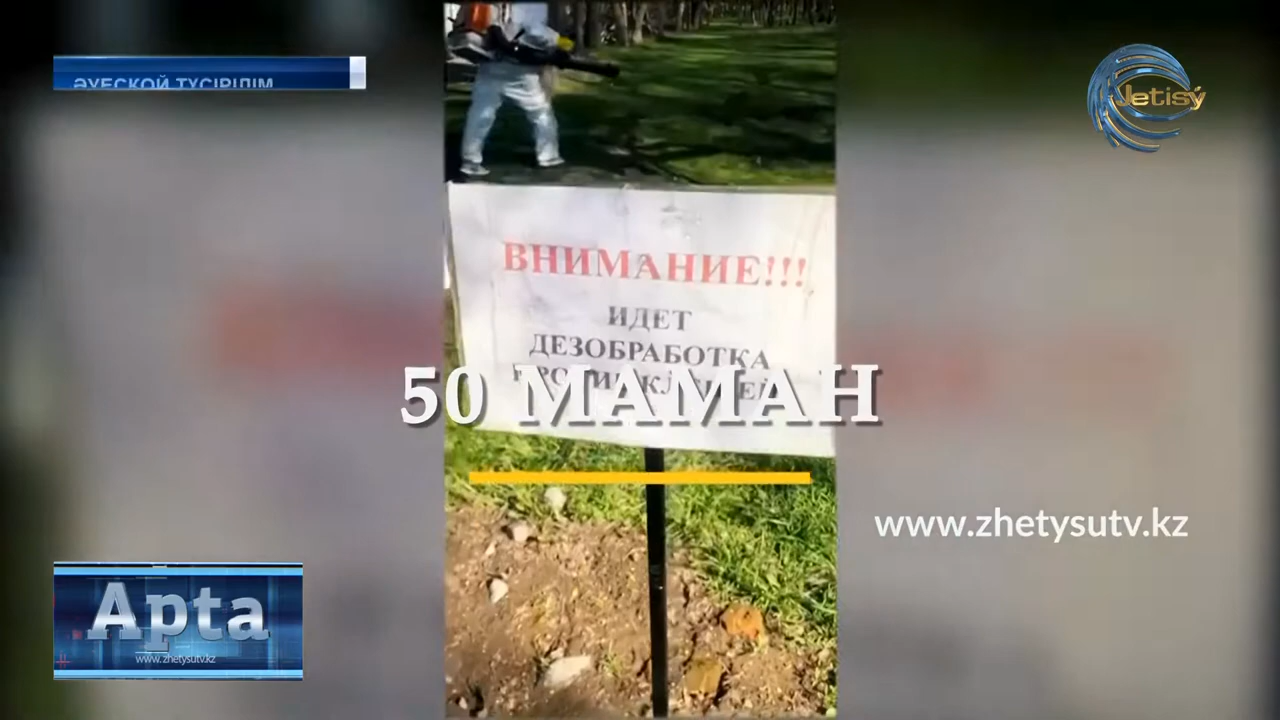 ӘУЕСКОЙ ТҮСІРІЛІМ
Jetisý
ВНИМАНИЕ!!!
ИДЕТ
ДЕЗОБРАБОТКА
50 МАМАН
www.zhetysutv.kz
Apta
www.zhetysutv.kz